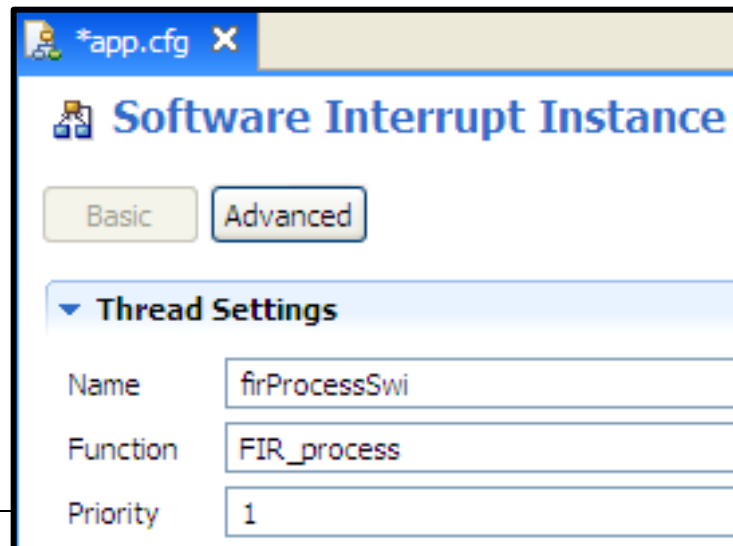 *app.cfg
Software Interrupt Instance
Basic Advanced
Thread Settings
Name firProcessSwi
Function FIR_process
Priority 1